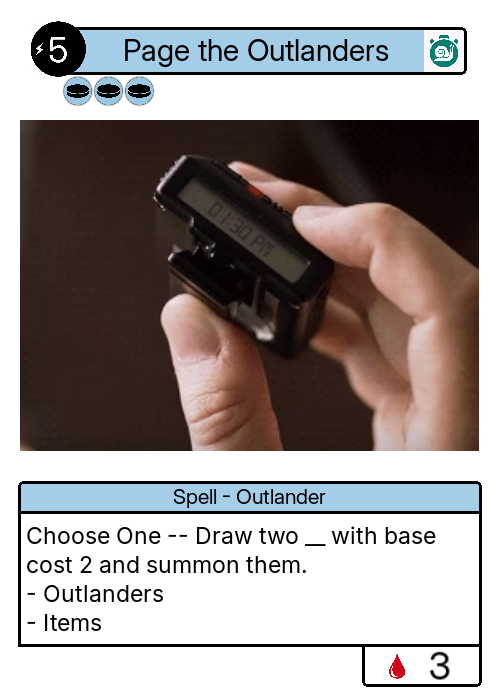 5
Page the Outlanders
01:30 PM
Spell - Outlander
Choose One -- Draw two __ with base
cost 2 and summon them.
- Outlanders
- Items
3